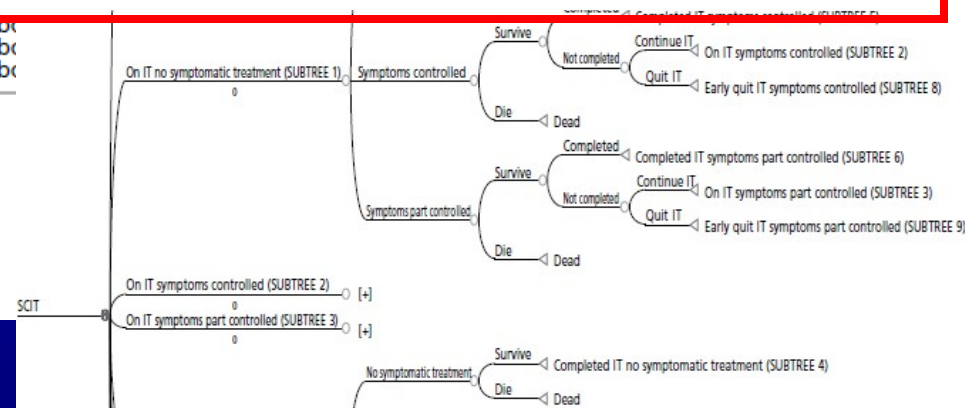 Completed IT symptoms controlled (SUBTREE 5)
Survive
Continue IT
On IT symptoms controlled (SUBTREE 2)
Not completed
On IT no symptomatic treatment (SUBTREE 1)
Symptoms controlled
0
Quit IT
Early quit IT symptoms controlled (SUBTREE 8)
Die
Dead
Completed
Completed IT symptoms part controlled (SUBTREE 6)
Survive
Continue IT
On IT symptoms part controlled (SUBTREE 3)
Not completed
Symptoms part controlled
Quit IT
Early quit IT symptoms part controlled (SUBTREE 9)
Die
Dead
On IT symptoms controlled (SUBTREE 2)
[+]
0
SCIT
On IT symptoms part controlled (SUBTREE 3)
[+]
0
Survive
Completed IT no symptomatic treatment (SUBTREE 4)
No symptomatic treatment
Die
Dead